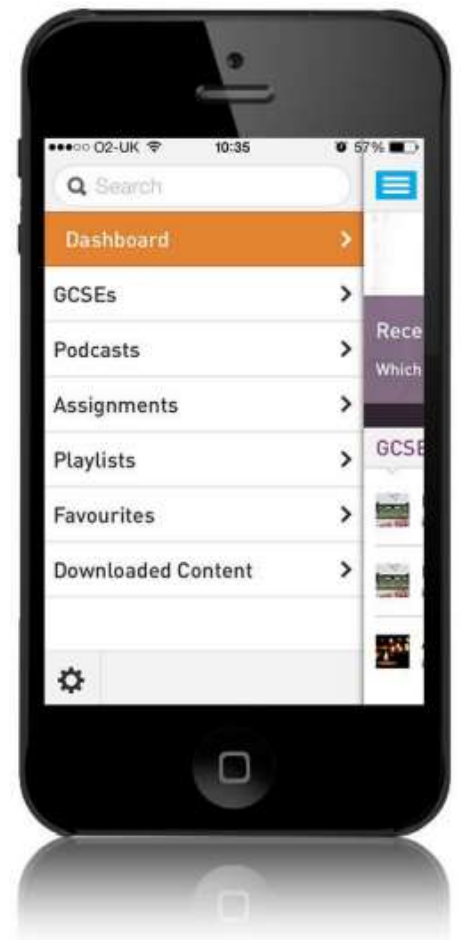 O2-UK 10:35 57%
Search
Dashboard
GCSEs
Podcasts
Assignments
Playlists
Favourites
Downloaded Content
Rece
Which
GCSE